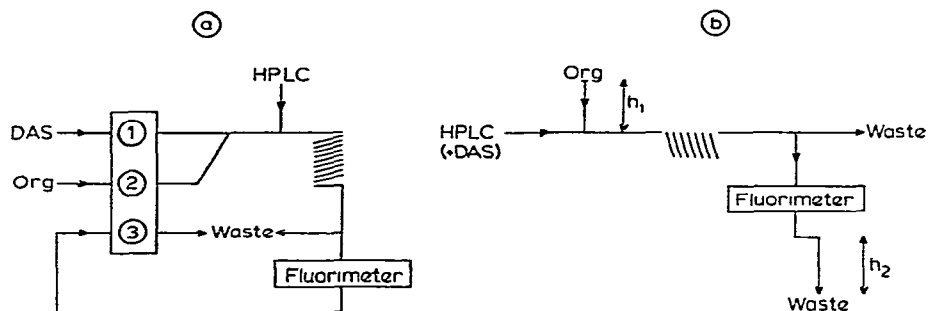 a
HPLC
DAS
1
Org
2
3
Waste
Fluorimeter
b
Org
h₁
HPLC
(+DAS)
Waste
Fluorimeter
h₂
Waste